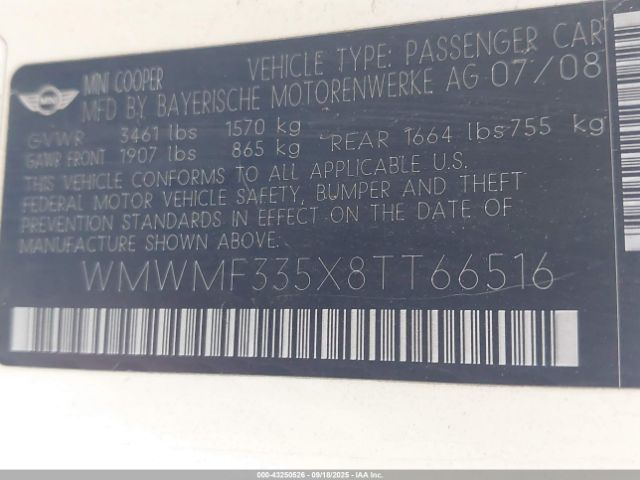 MINI COOPER VEHICLE TYPE: PASSENGER CAR
MFD BY BAYERISCHE MOTORENWERKE AG 07/08
GVWR 3461 lbs 1570 kg
GAWR FRONT 1907 lbs 865 kg REAR 1664 lbs 755 kg
THIS VEHICLE CONFORMS TO ALL APPLICABLE U.S.
FEDERAL MOTOR VEHICLE SAFETY, BUMPER AND THEFT
PREVENTION STANDARDS IN EFFECT ON THE DATE OF
MANUFACTURE SHOWN ABOVE.
WMWMF335X8TT66516
000-43250526 - 09/18/2025 - IAA Inc.